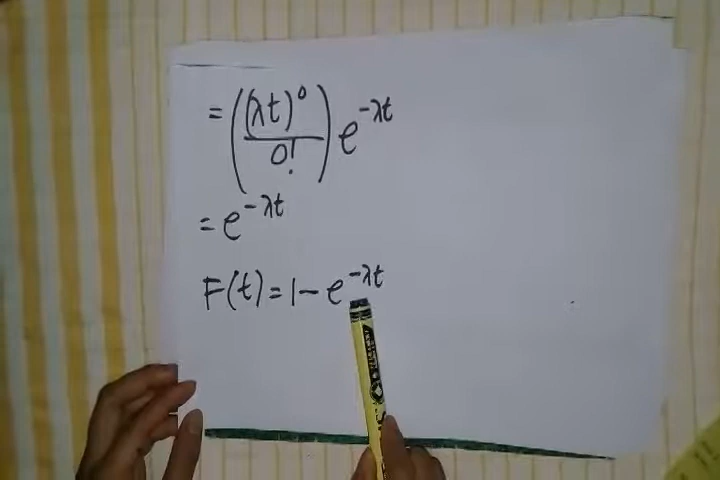 = ((λt)^0 / 0!) e^{-λt}
= e^{-λt}
F(t) = 1 - e^{-λt}